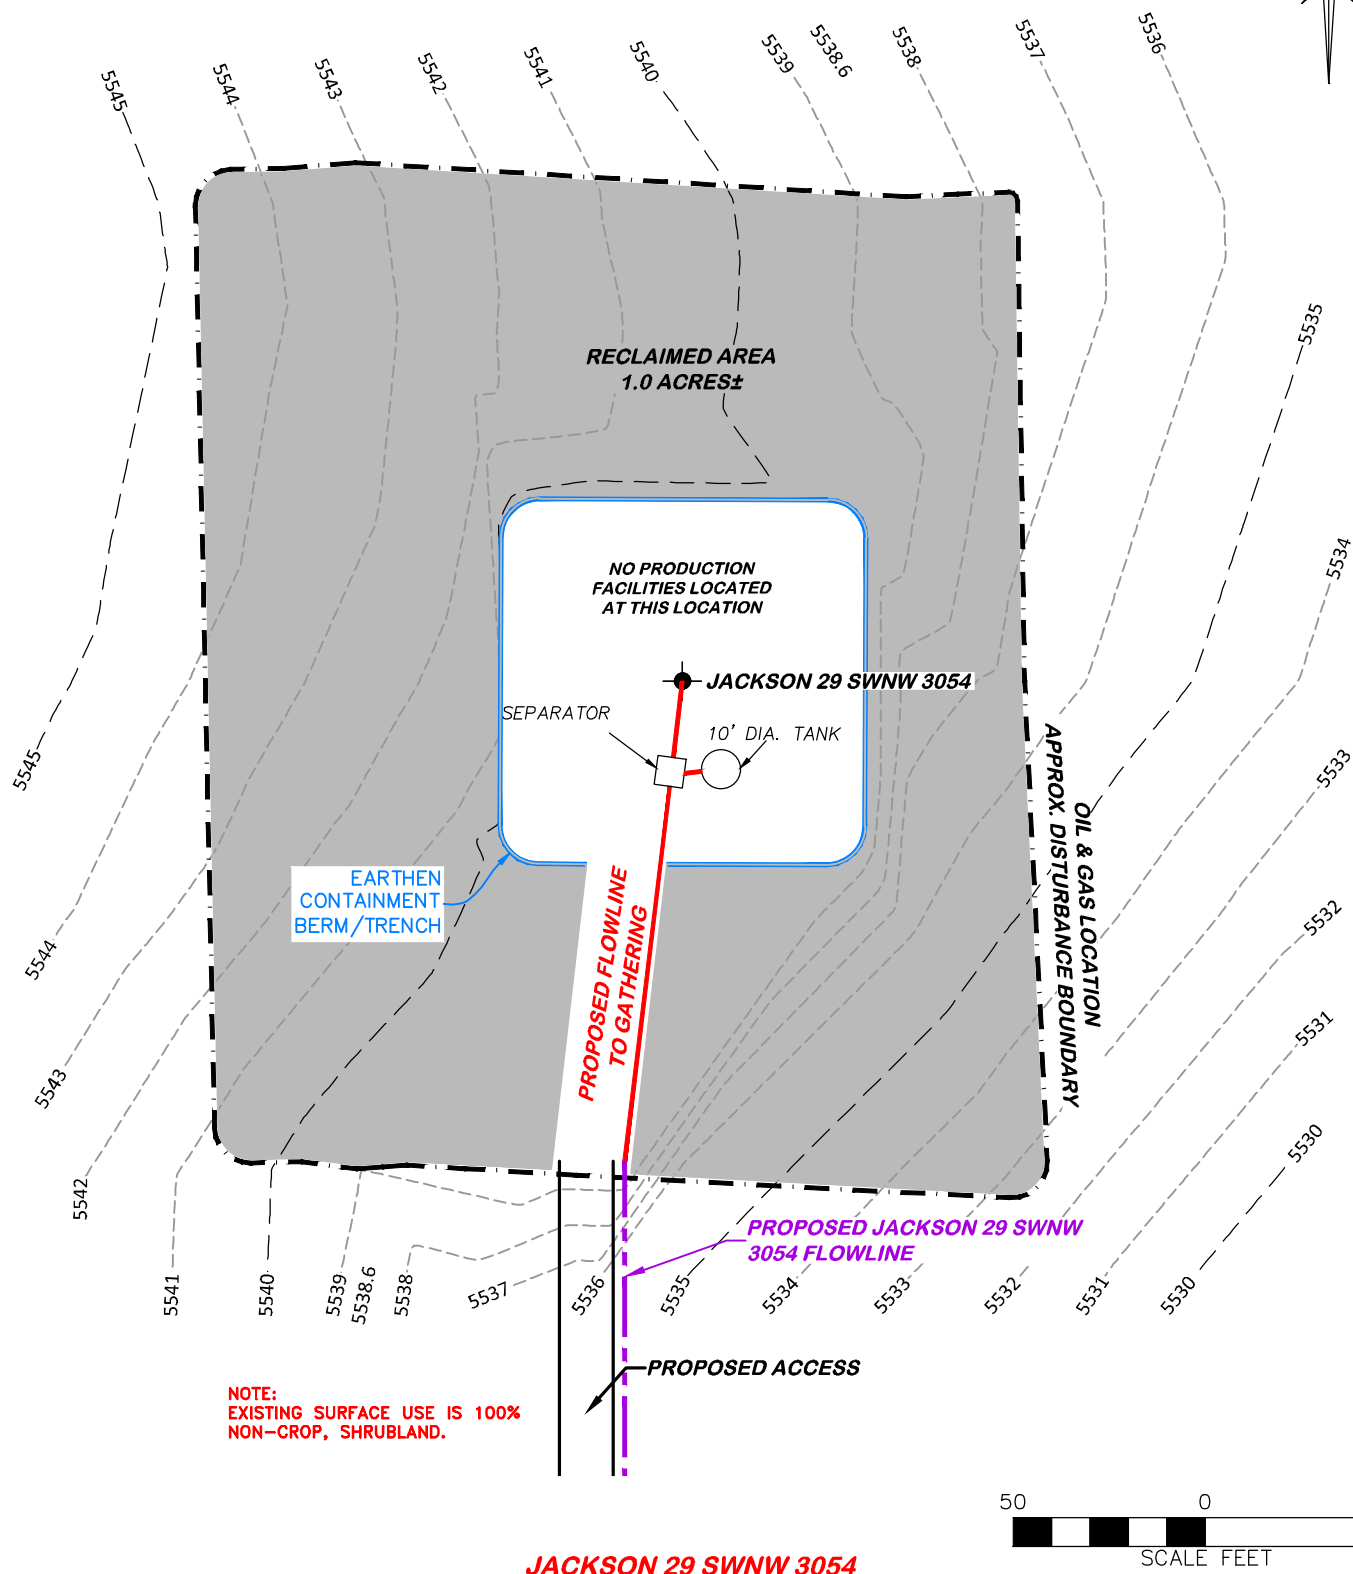 5545
5544
5543
5542
5541
5540
5539
5538.6
5538
5537
5536
5535
RECLAIMED AREA
1.0 ACRES±
5534
NO PRODUCTION
FACILITIES LOCATED
AT THIS LOCATION
JACKSON 29 SWNW 3054
SEPARATOR
10' DIA. TANK
5545
5533
OIL & GAS LOCATION
APPROX. DISTURBANCE BOUNDARY
EARTHEN
CONTAINMENT
BERM/TRENCH
PROPOSED FLOWLINE
TO GATHERING
5532
5544
5531
5543
5530
5542
PROPOSED JACKSON 29 SWNW
3054 FLOWLINE
5541
5540
5539
5538.6
5538
5537
5536
5535
5534
5533
5532
5531
5530
PROPOSED ACCESS
NOTE:
EXISTING SURFACE USE IS 100%
NON-CROP, SHRUBLAND.
50 0
SCALE FEET
JACKSON 29 SWNW 3054